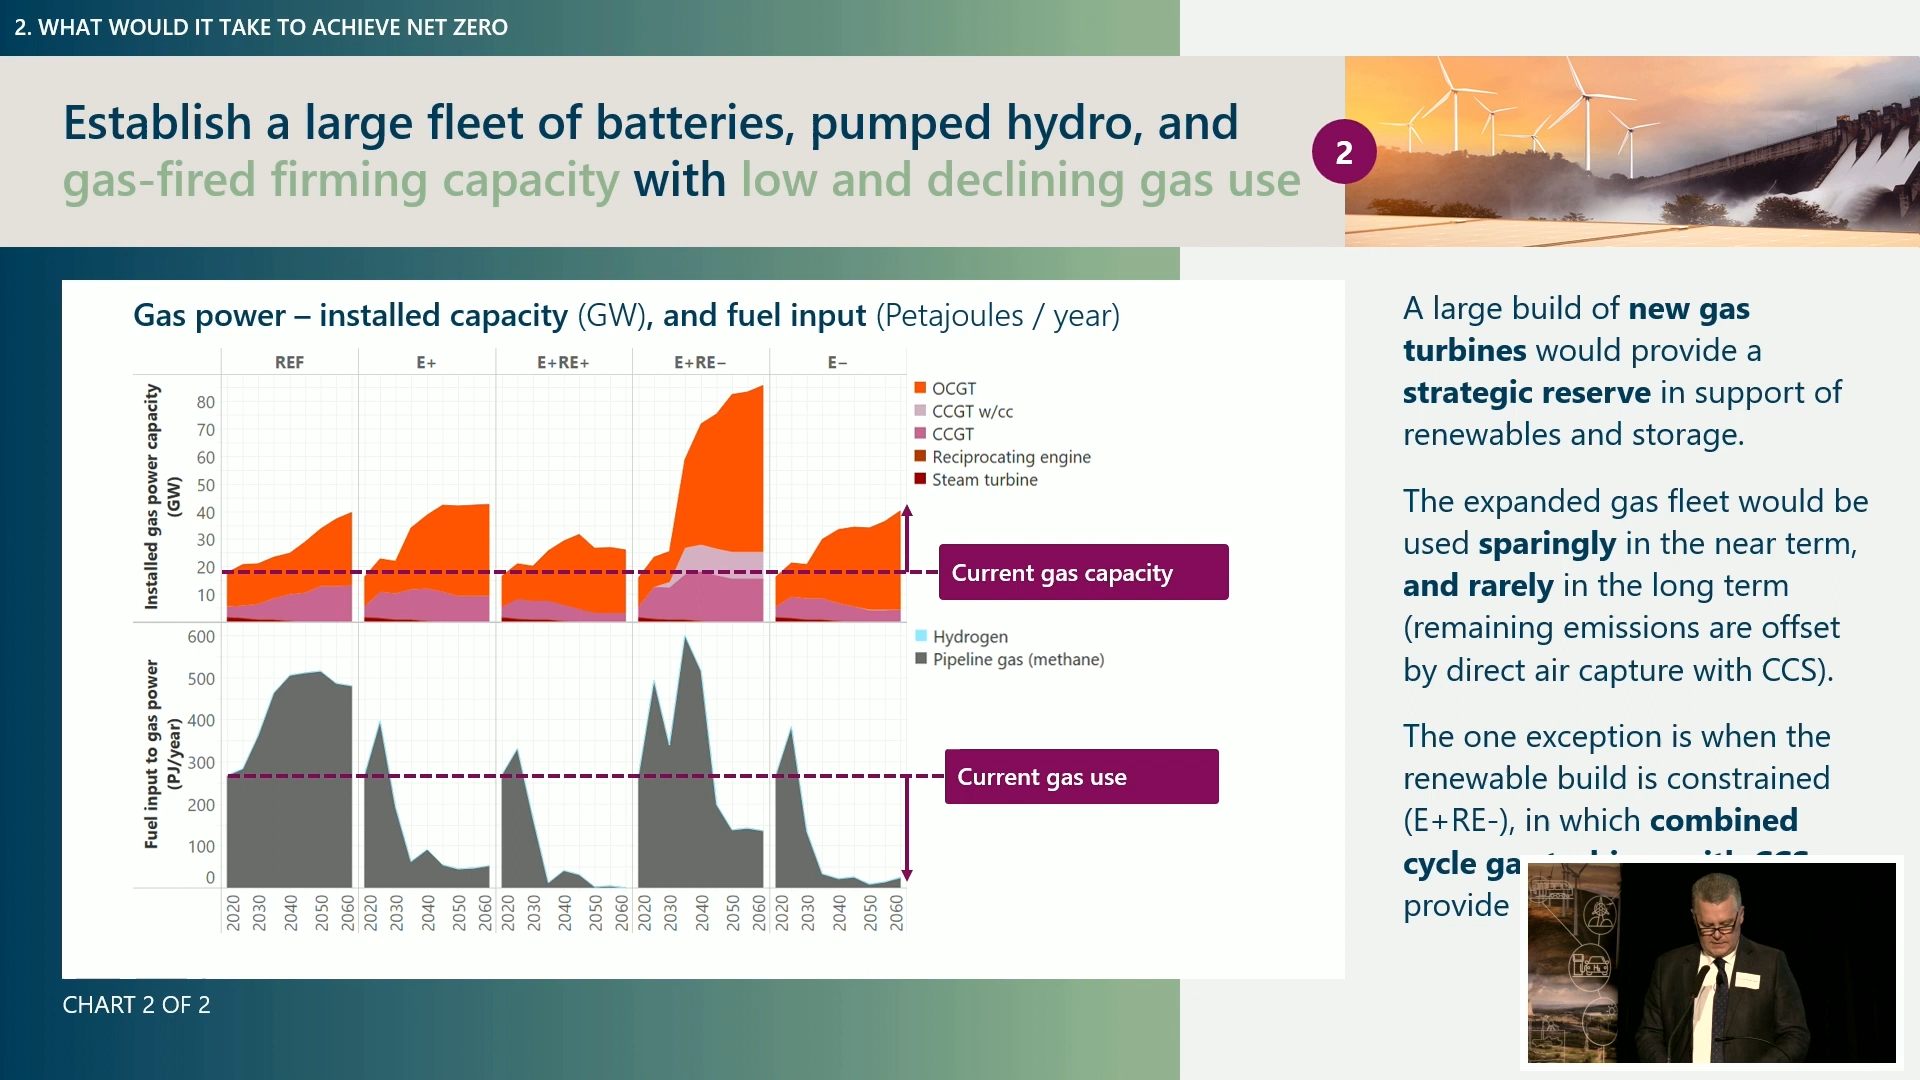 2. WHAT WOULD IT TAKE TO ACHIEVE NET ZERO
Establish a large fleet of batteries, pumped hydro, and
gas-fired firming capacity with low and declining gas use
2
Gas power – installed capacity (GW), and fuel input (Petajoules / year)
REF E+ E+RE+ E+RE− E−
Installed gas power capacity
(GW)
80
70
60
50
40
30
20
10
OCGT
CCGT w/cc
CCGT
Reciprocating engine
Steam turbine
Current gas capacity
Fuel input to gas power
(PJ/year)
600
500
400
300
200
100
0
Hydrogen
Pipeline gas (methane)
Current gas use
2020 2030 2040 2050 2060 2020 2030 2040 2050 2060 2020 2030 2040 2050 2060 2020 2030 2040 2050 2060 2020 2030 2040 2050 2060
CHART 2 OF 2
A large build of new gas
turbines would provide a
strategic reserve in support of
renewables and storage.
The expanded gas fleet would be
used sparingly in the near term,
and rarely in the long term
(remaining emissions are offset
by direct air capture with CCS).
The one exception is when the
renewable build is constrained
(E+RE-), in which combined
cycle
provide